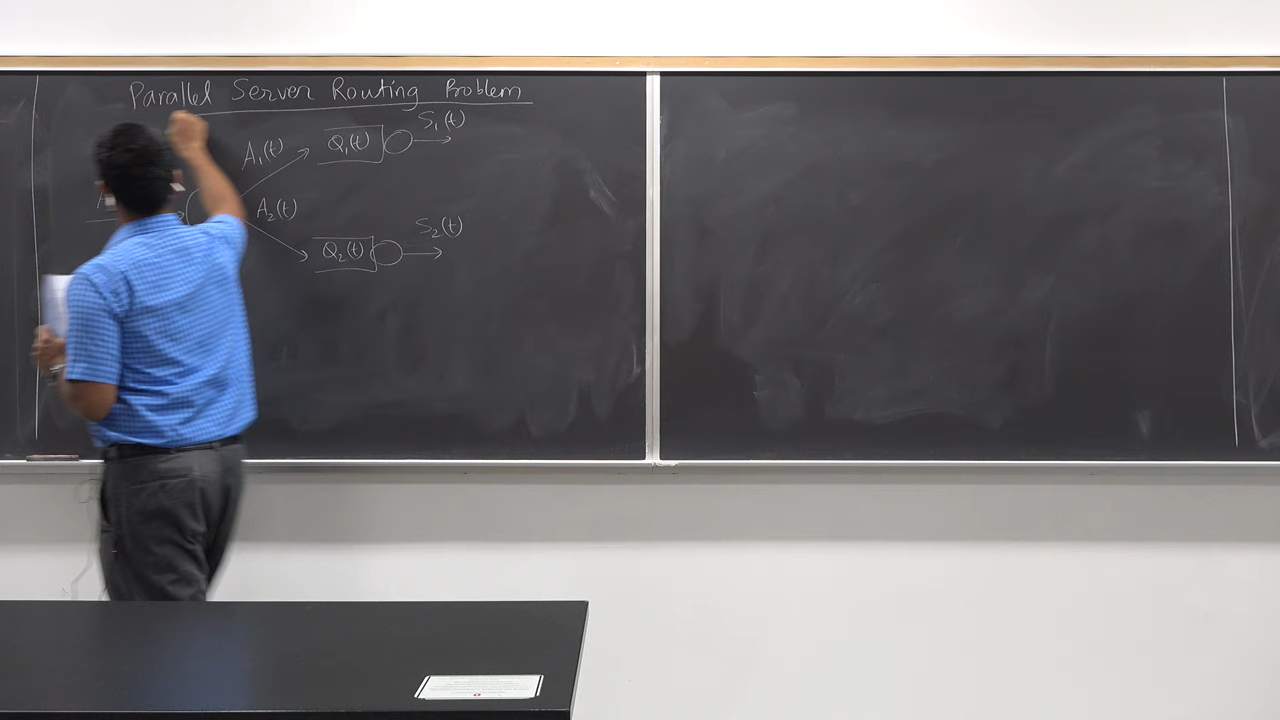 Parallel Server Routing Problem
S₁(t)
A₁(t) Q₁(t)
A₂(t) S₂(t)
Q₂(t)